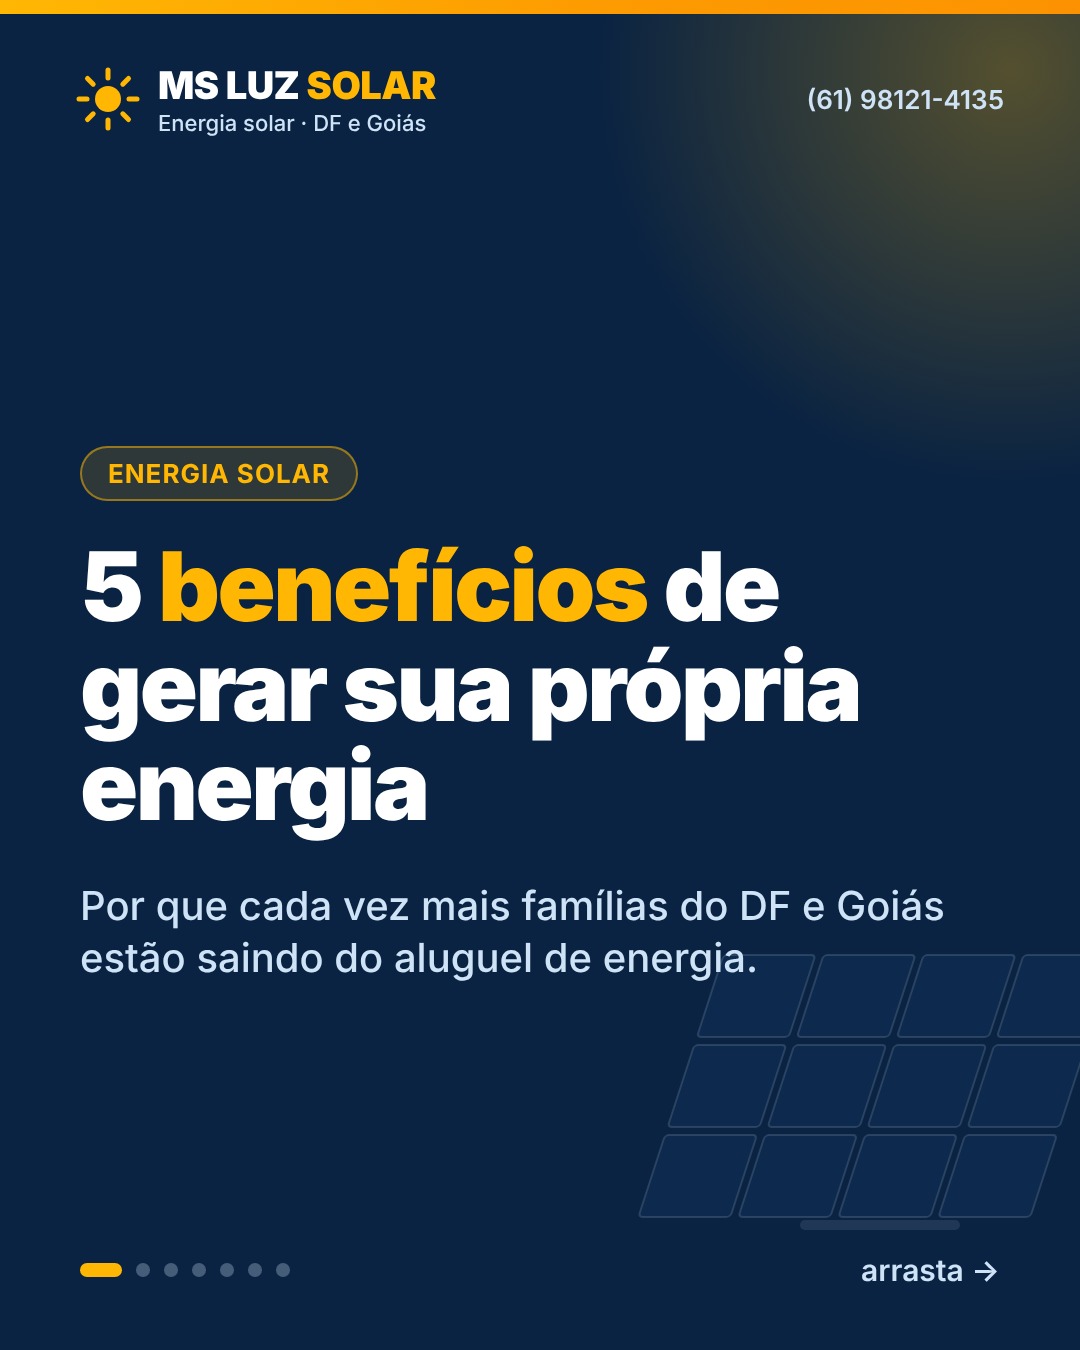 MS LUZ SOLAR
Energia solar · DF e Goiás
(61) 98121-4135
ENERGIA SOLAR
5 benefícios de
gerar sua própria
energia
Por que cada vez mais famílias do DF e Goiás
estão saindo do aluguel de energia.
arrasta →